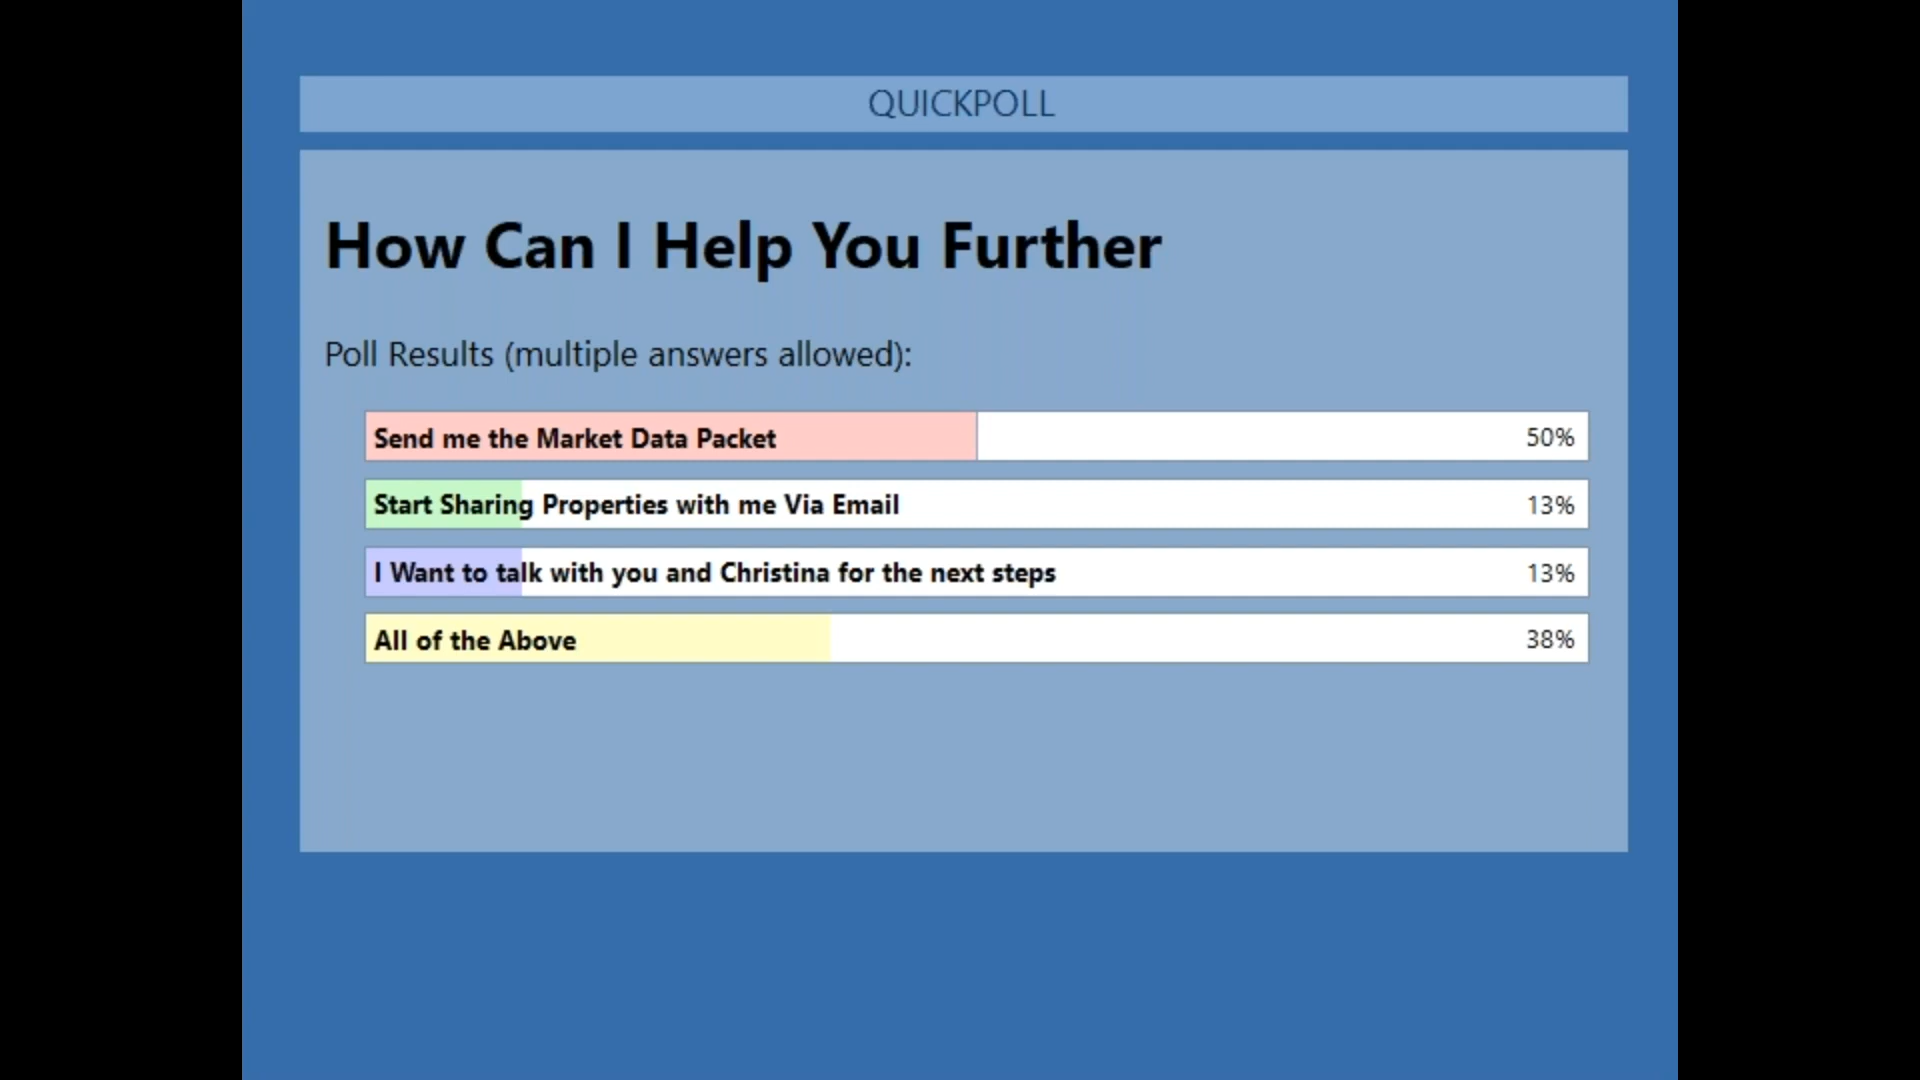 QUICKPOLL
How Can I Help You Further
Poll Results (multiple answers allowed):
Send me the Market Data Packet 50%
Start Sharing Properties with me Via Email 13%
I Want to talk with you and Christina for the next steps 13%
All of the Above 38%